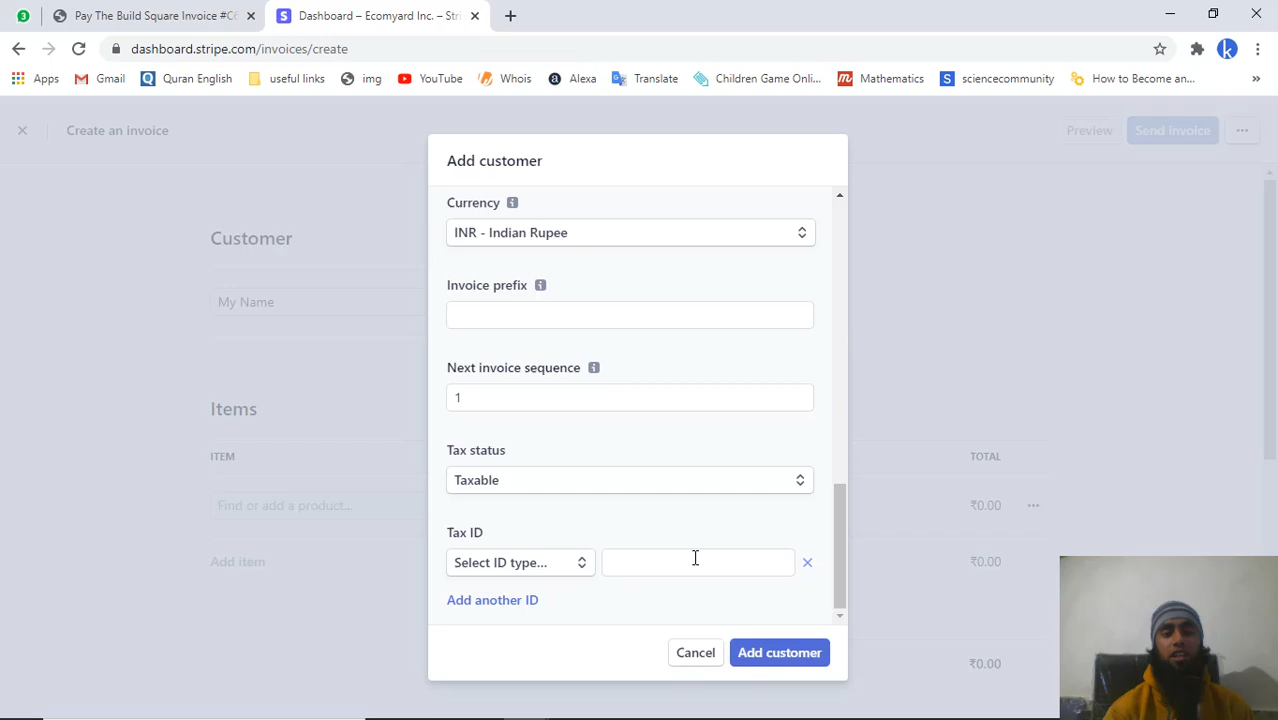 3
Pay The Build Square Invoice #C6
Dashboard – Ecomyard Inc. – Stri
dashboard.stripe.com/invoices/create
Apps
Gmail
Quran English
useful links
img
YouTube
Whois
Alexa
Translate
Children Game Onli...
Mathematics
sciencecommunity
How to Become an...
»
Create an invoice
Preview
Send invoice
Customer
My Name
Items
ITEM
TOTAL
Find or add a product...
₹0.00
Add item
₹0.00
₹0.00
Add customer
Currency
INR - Indian Rupee
Invoice prefix
Next invoice sequence
1
Tax status
Taxable
Tax ID
Select ID type...
Add another ID
Cancel
Add customer